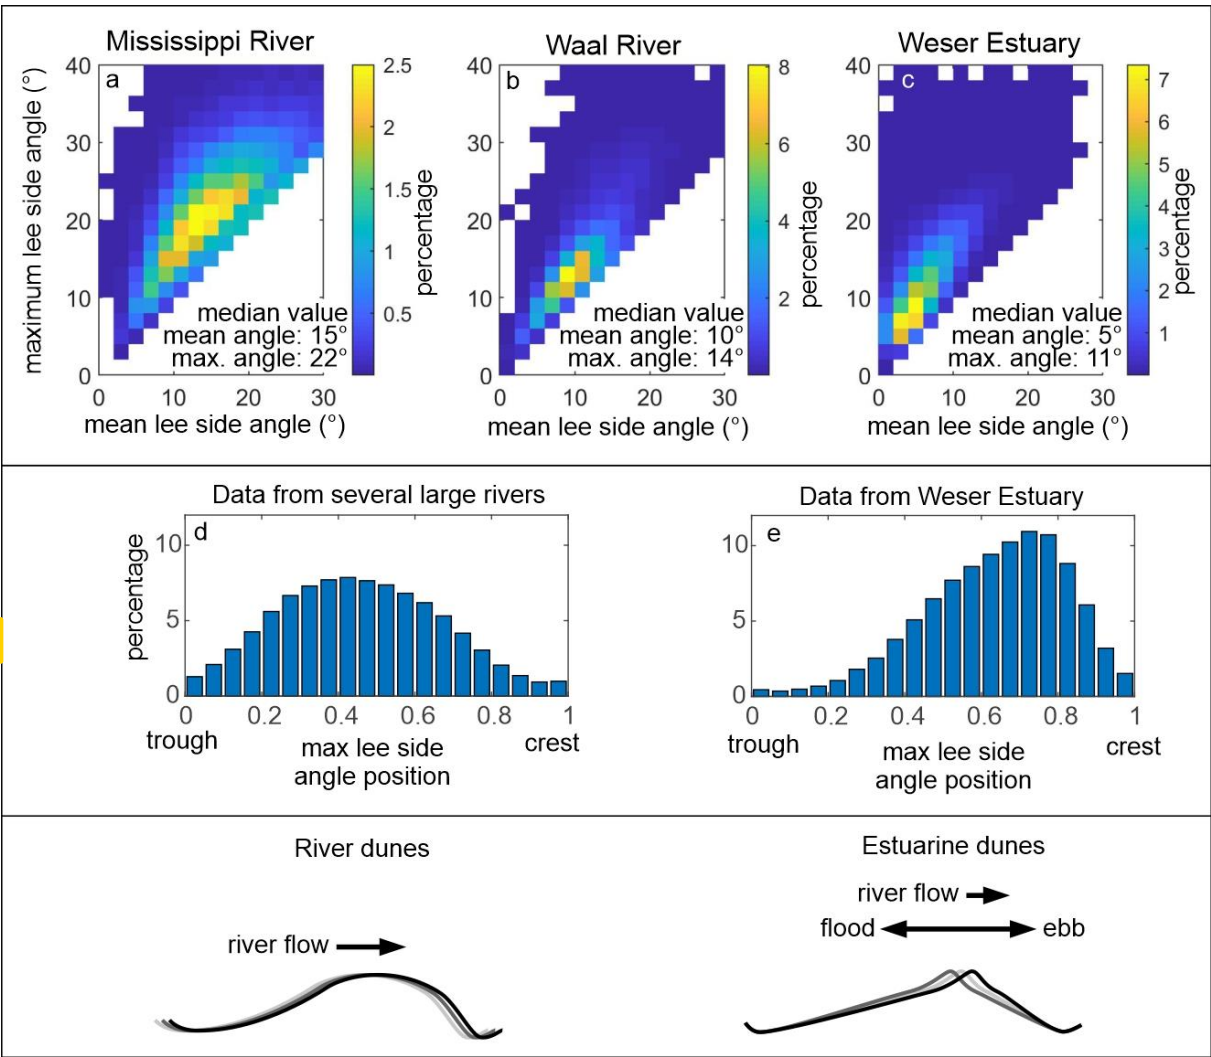 Mississippi River
Waal River
Weser Estuary
a
b
c
maximum lee side angle (°)
40
30
20
10
0
0 10 20 30
mean lee side angle (°)
median value
mean angle: 15°
max. angle: 22°
2.5
2
1.5
1
0.5
percentage
40
30
20
10
0
0 10 20 30
mean lee side angle (°)
median value
mean angle: 10°
max. angle: 14°
8
6
4
2
percentage
40
30
20
10
0
0 10 20 30
mean lee side angle (°)
median value
mean angle: 5°
max. angle: 11°
7
6
5
4
3
2
1
percentage
Data from several large rivers
d
percentage
10
5
0
0 0.2 0.4 0.6 0.8 1
trough
crest
max lee side
angle position
Data from Weser Estuary
e
10
5
0
0 0.2 0.4 0.6 0.8 1
trough
crest
max lee side
angle position
River dunes
river flow
Estuarine dunes
river flow
flood
ebb